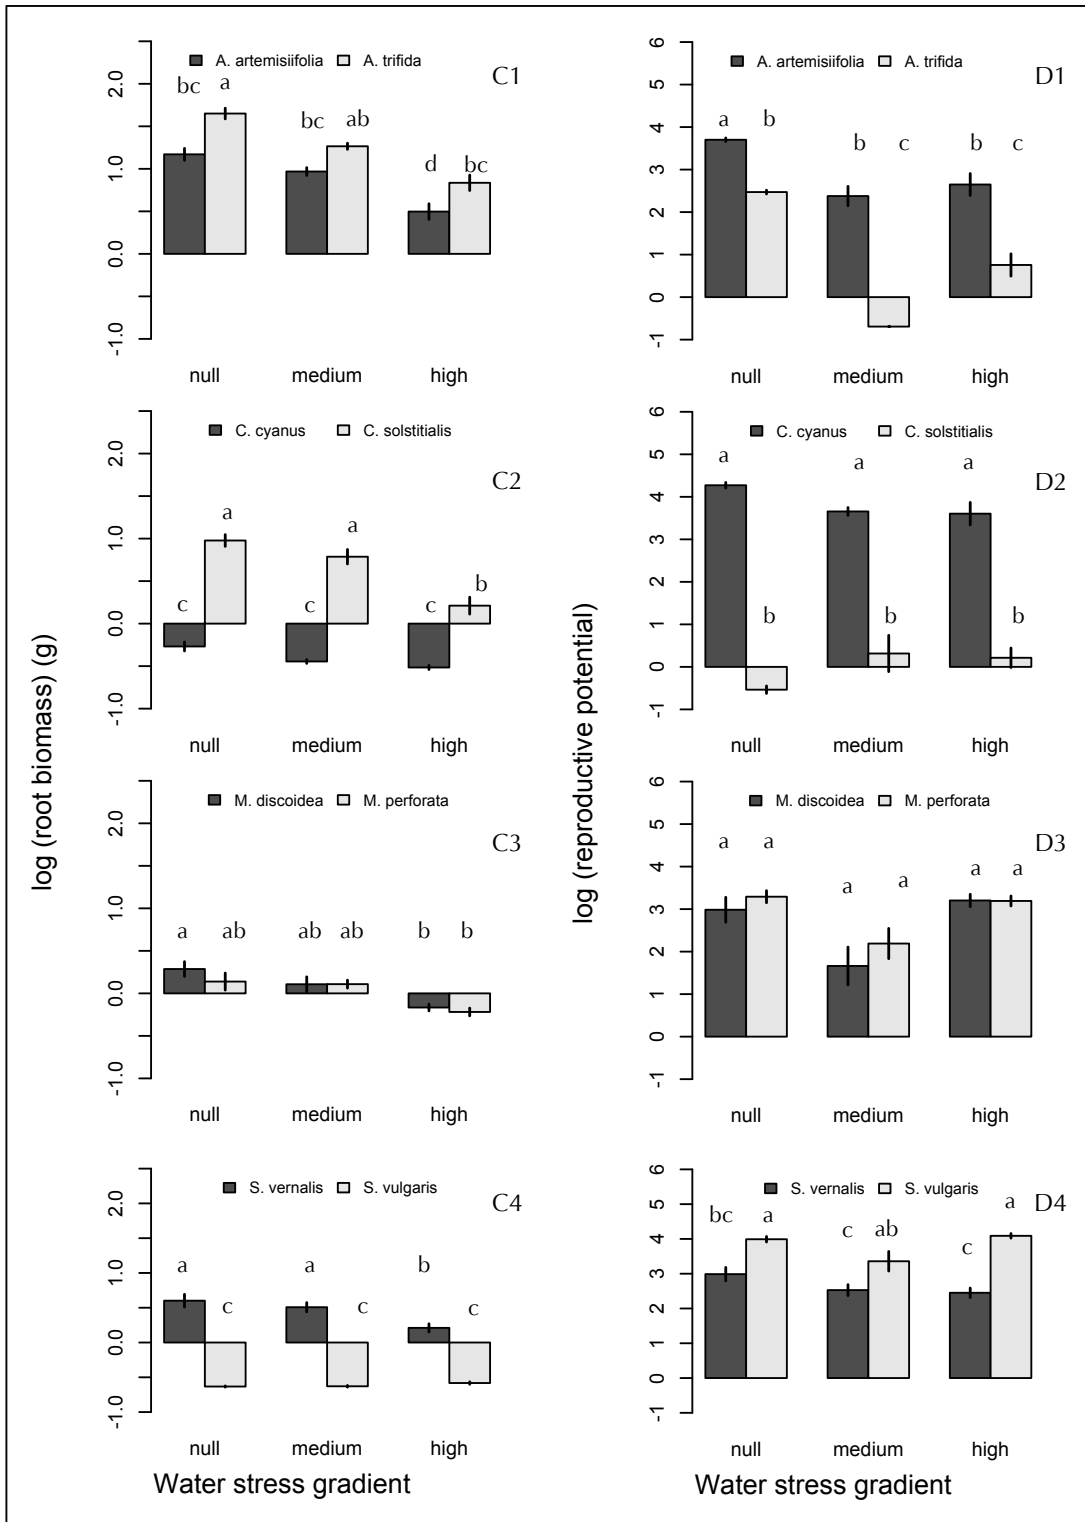 A. artemisiifolia A. trifida
C1
2.0
1.0
0.0
-1.0
bc a bc ab d bc
null medium high
A. artemisiifolia A. trifida
D1
6
5
4
3
2
1
0
-1
a b b c b c
null medium high
C. cyanus C. solstitialis
C2
2.0
1.0
0.0
-1.0
c a c a c b
null medium high
C. cyanus C. solstitialis
D2
6
5
4
3
2
1
0
-1
a b a b a b
null medium high
M. discoidea M. perforata
C3
2.0
1.0
0.0
-1.0
a ab ab ab b b
null medium high
M. discoidea M. perforata
D3
6
5
4
3
2
1
0
-1
a a a a a a
null medium high
S. vernalis S. vulgaris
C4
2.0
1.0
0.0
-1.0
a c a c b c
null medium high
S. vernalis S. vulgaris
D4
6
5
4
3
2
1
0
-1
bc a c ab c a
null medium high
log (root biomass) (g)
log (reproductive potential)
Water stress gradient
Water stress gradient